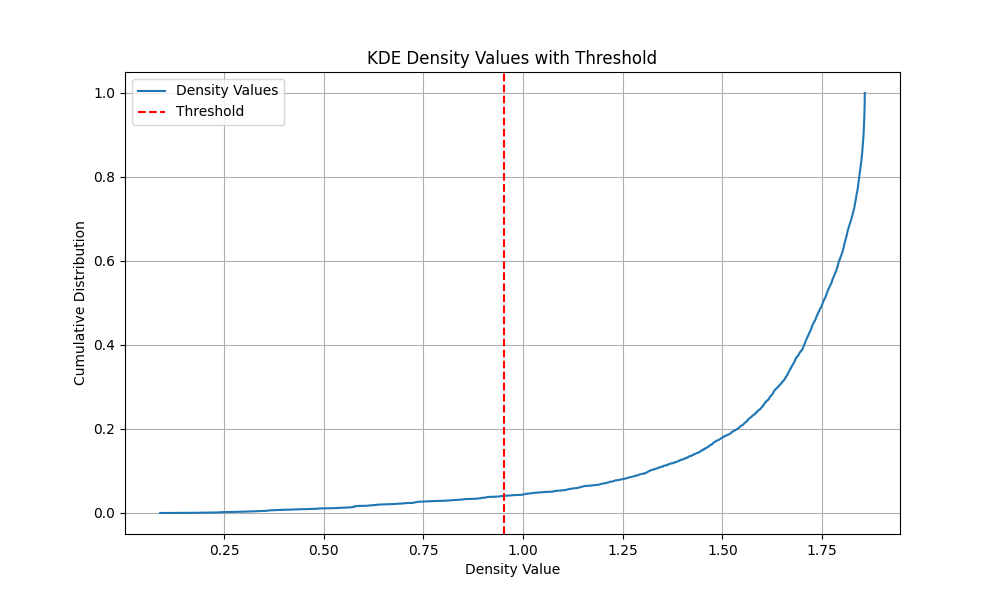 KDE Density Values with Threshold
Density Values
Threshold
1.0
0.8
0.6
0.4
0.2
0.0
Cumulative Distribution
0.25 0.50 0.75 1.00 1.25 1.50 1.75
Density Value